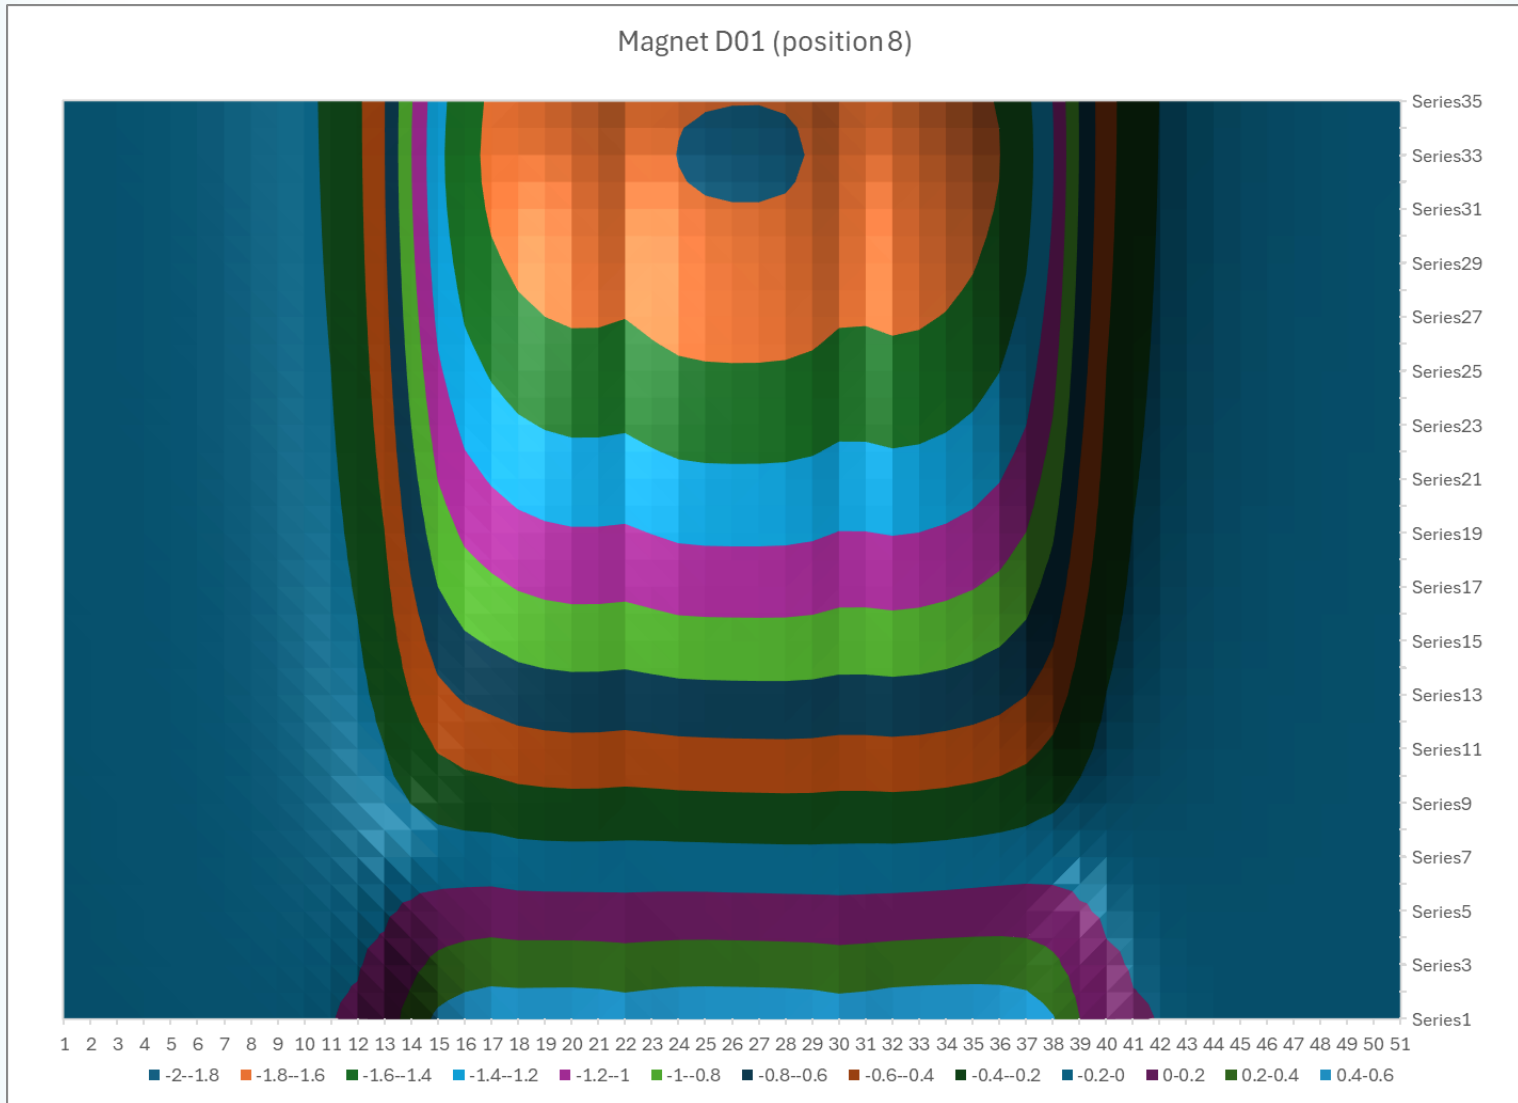 Magnet D01 (position 8)
Series35
Series33
Series31
Series29
Series27
Series25
Series23
Series21
Series19
Series17
Series15
Series13
Series11
Series9
Series7
Series5
Series3
Series1
1 2 3 4 5 6 7 8 9 10 11 12 13 14 15 16 17 18 19 20 21 22 23 24 25 26 27 28 29 30 31 32 33 34 35 36 37 38 39 40 41 42 43 44 45 46 47 48 49 50 51
-2--1.8 -1.8--1.6 -1.6--1.4 -1.4--1.2 -1.2--1 -1--0.8 -0.8--0.6 -0.6--0.4 -0.4--0.2 -0.2-0 0-0.2 0.2-0.4 0.4-0.6